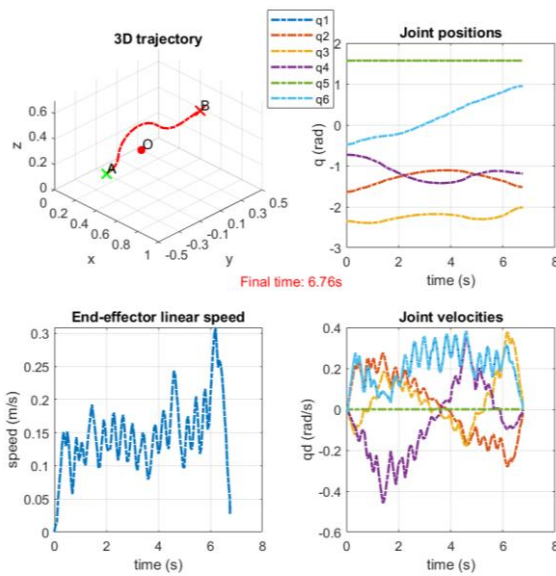 3D trajectory
z
0.6
0.4
0.2
0
A
O
B
0
0.2
0.4
0.6
0.8
1
x
-0.5
-0.3
-0.1
0.1
0.3
0.5
y
q1
q2
q3
q4
q5
q6
Joint positions
q (rad)
2
1
0
-1
-2
-3
0 2 4 6 8
time (s)
Final time: 6.76s
End-effector linear speed
speed (m/s)
0.3
0.25
0.2
0.15
0.1
0.05
0
0 2 4 6 8
time (s)
Joint velocities
qd (rad/s)
0.4
0.2
0
-0.2
-0.4
-0.6
0 2 4 6 8
time (s)